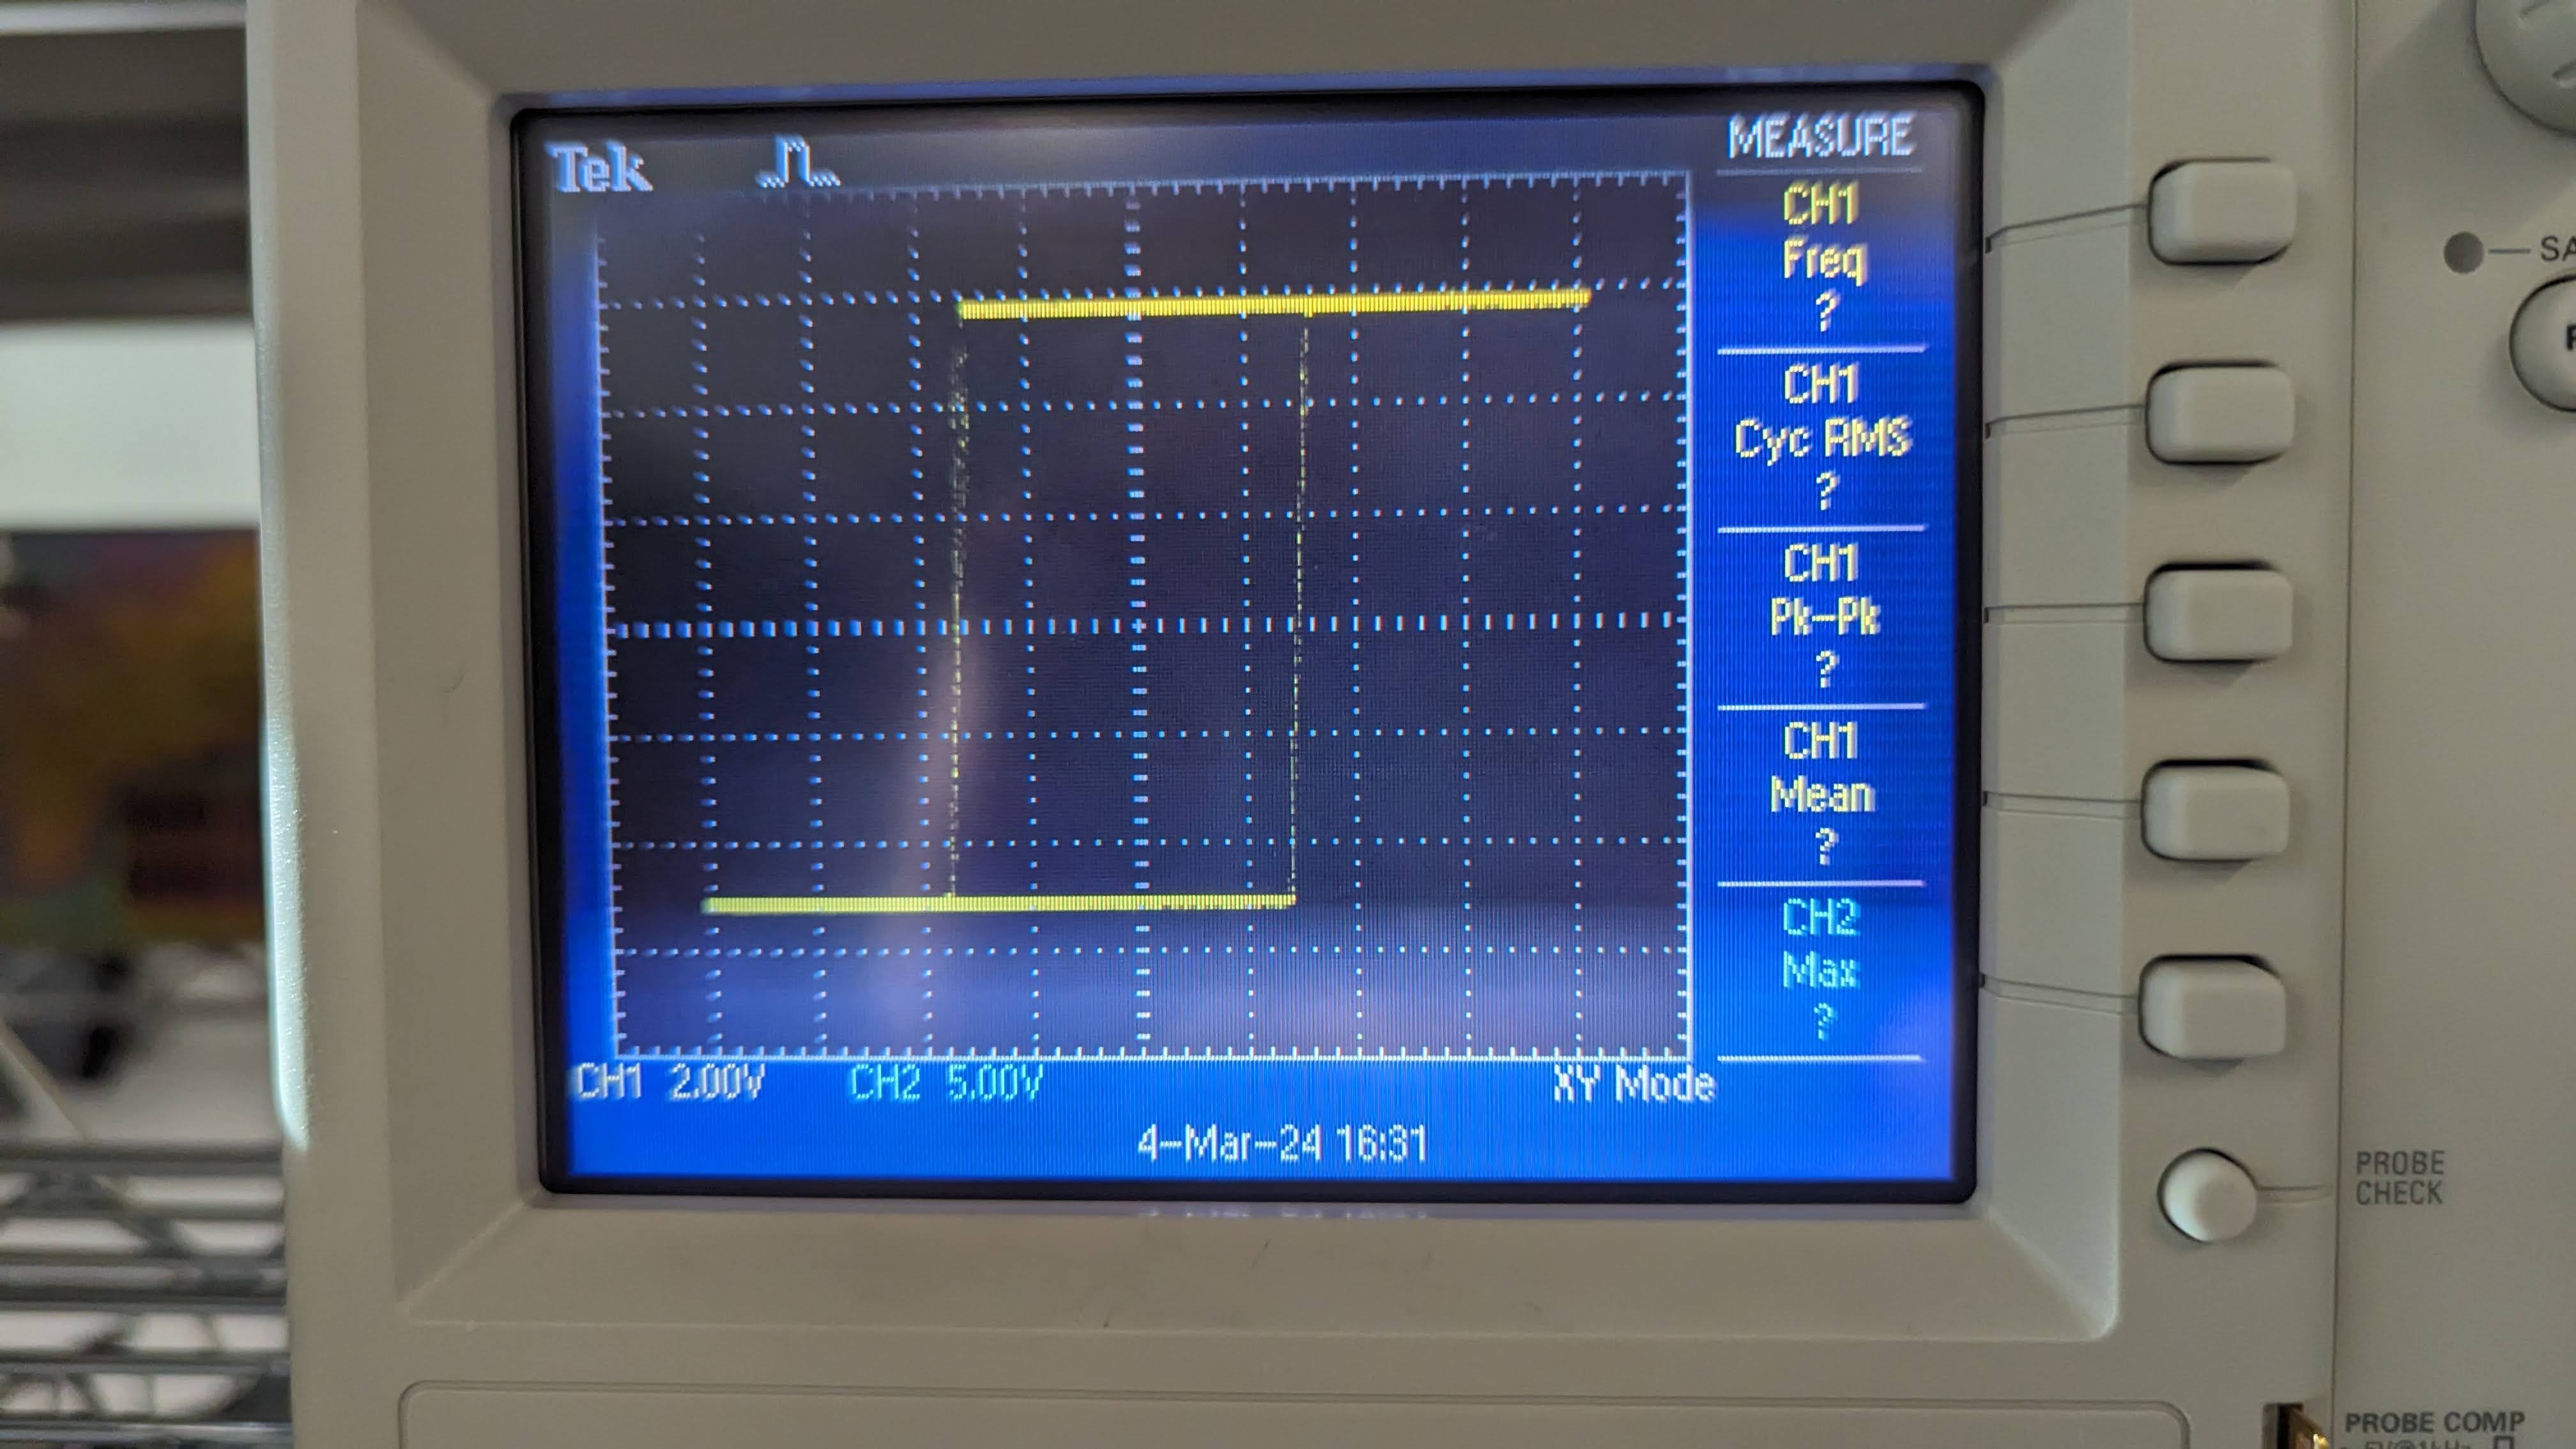 Tek
MEASURE
CH1
Freq
?
CH1
Cyc RMS
?
CH1
Pk-Pk
?
CH1
Mean
?
CH2
Max
?
CH1 2.00V CH2 5.00V XY Mode
4-Mar-24 16:31
SA
PROBE
CHECK
PROBE COMP